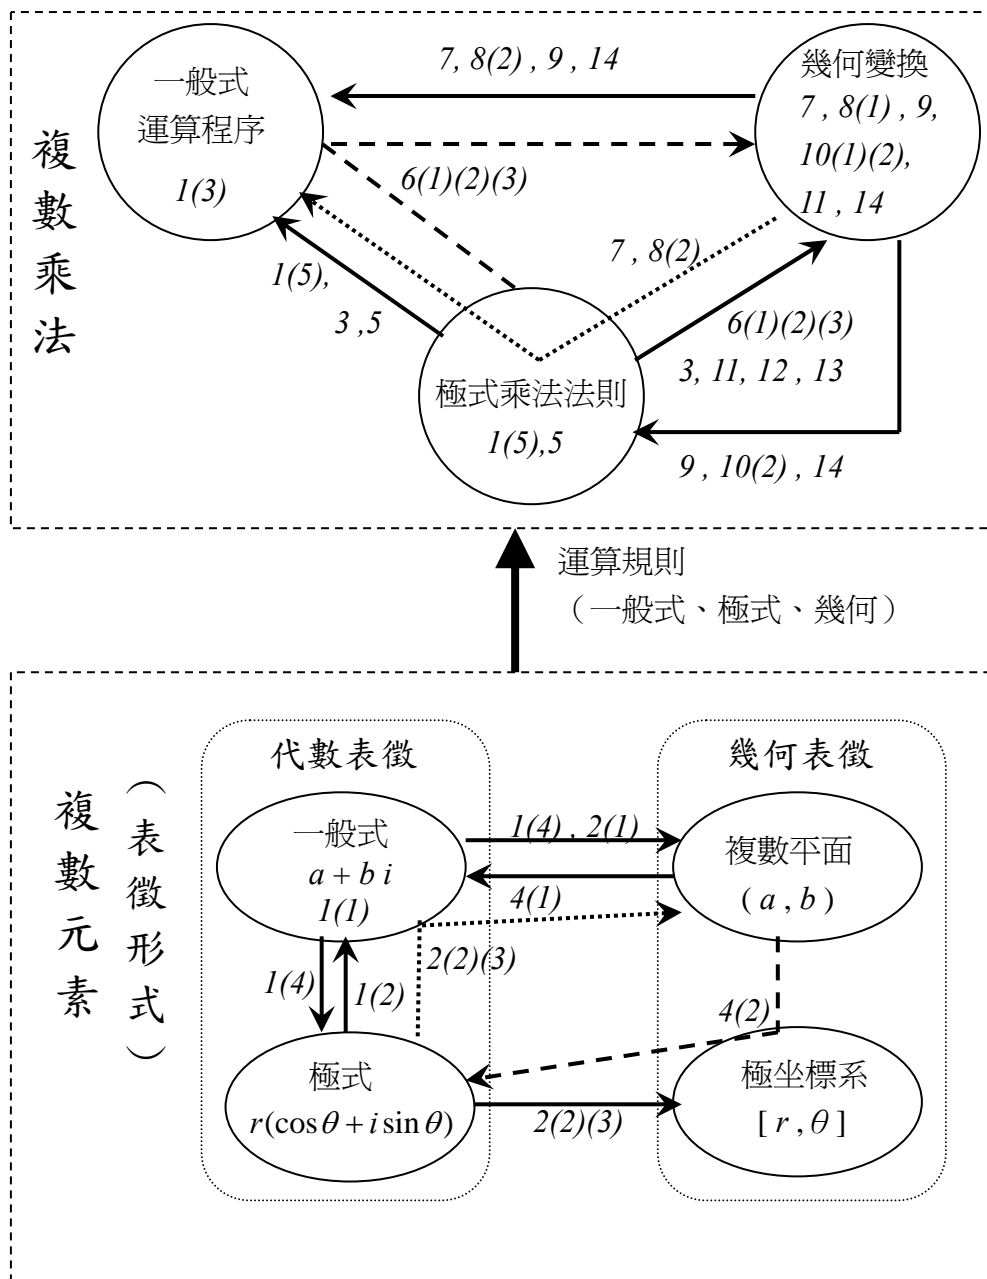 複數乘法
一般式
運算程序
1(3)
7, 8(2) , 9 , 14
幾何變換
7 , 8(1) , 9,
10(1)(2),
11 , 14
6(1)(2)(3)
7 , 8(2)
1(5),
3 ,5
6(1)(2)(3)
3, 11, 12 , 13
極式乘法法則
1(5),5
9 , 10(2) , 14
運算規則
（一般式、極式、幾何）
複數元素
（表徵形式）
代數表徵
幾何表徵
一般式
a + b i
1(1)
1(4) , 2(1)
4(1)
複數平面
( a , b )
1(4)
1(2)
2(2)(3)
4(2)
極式
r(cosθ + i sinθ)
2(2)(3)
極坐標系
[ r , θ ]